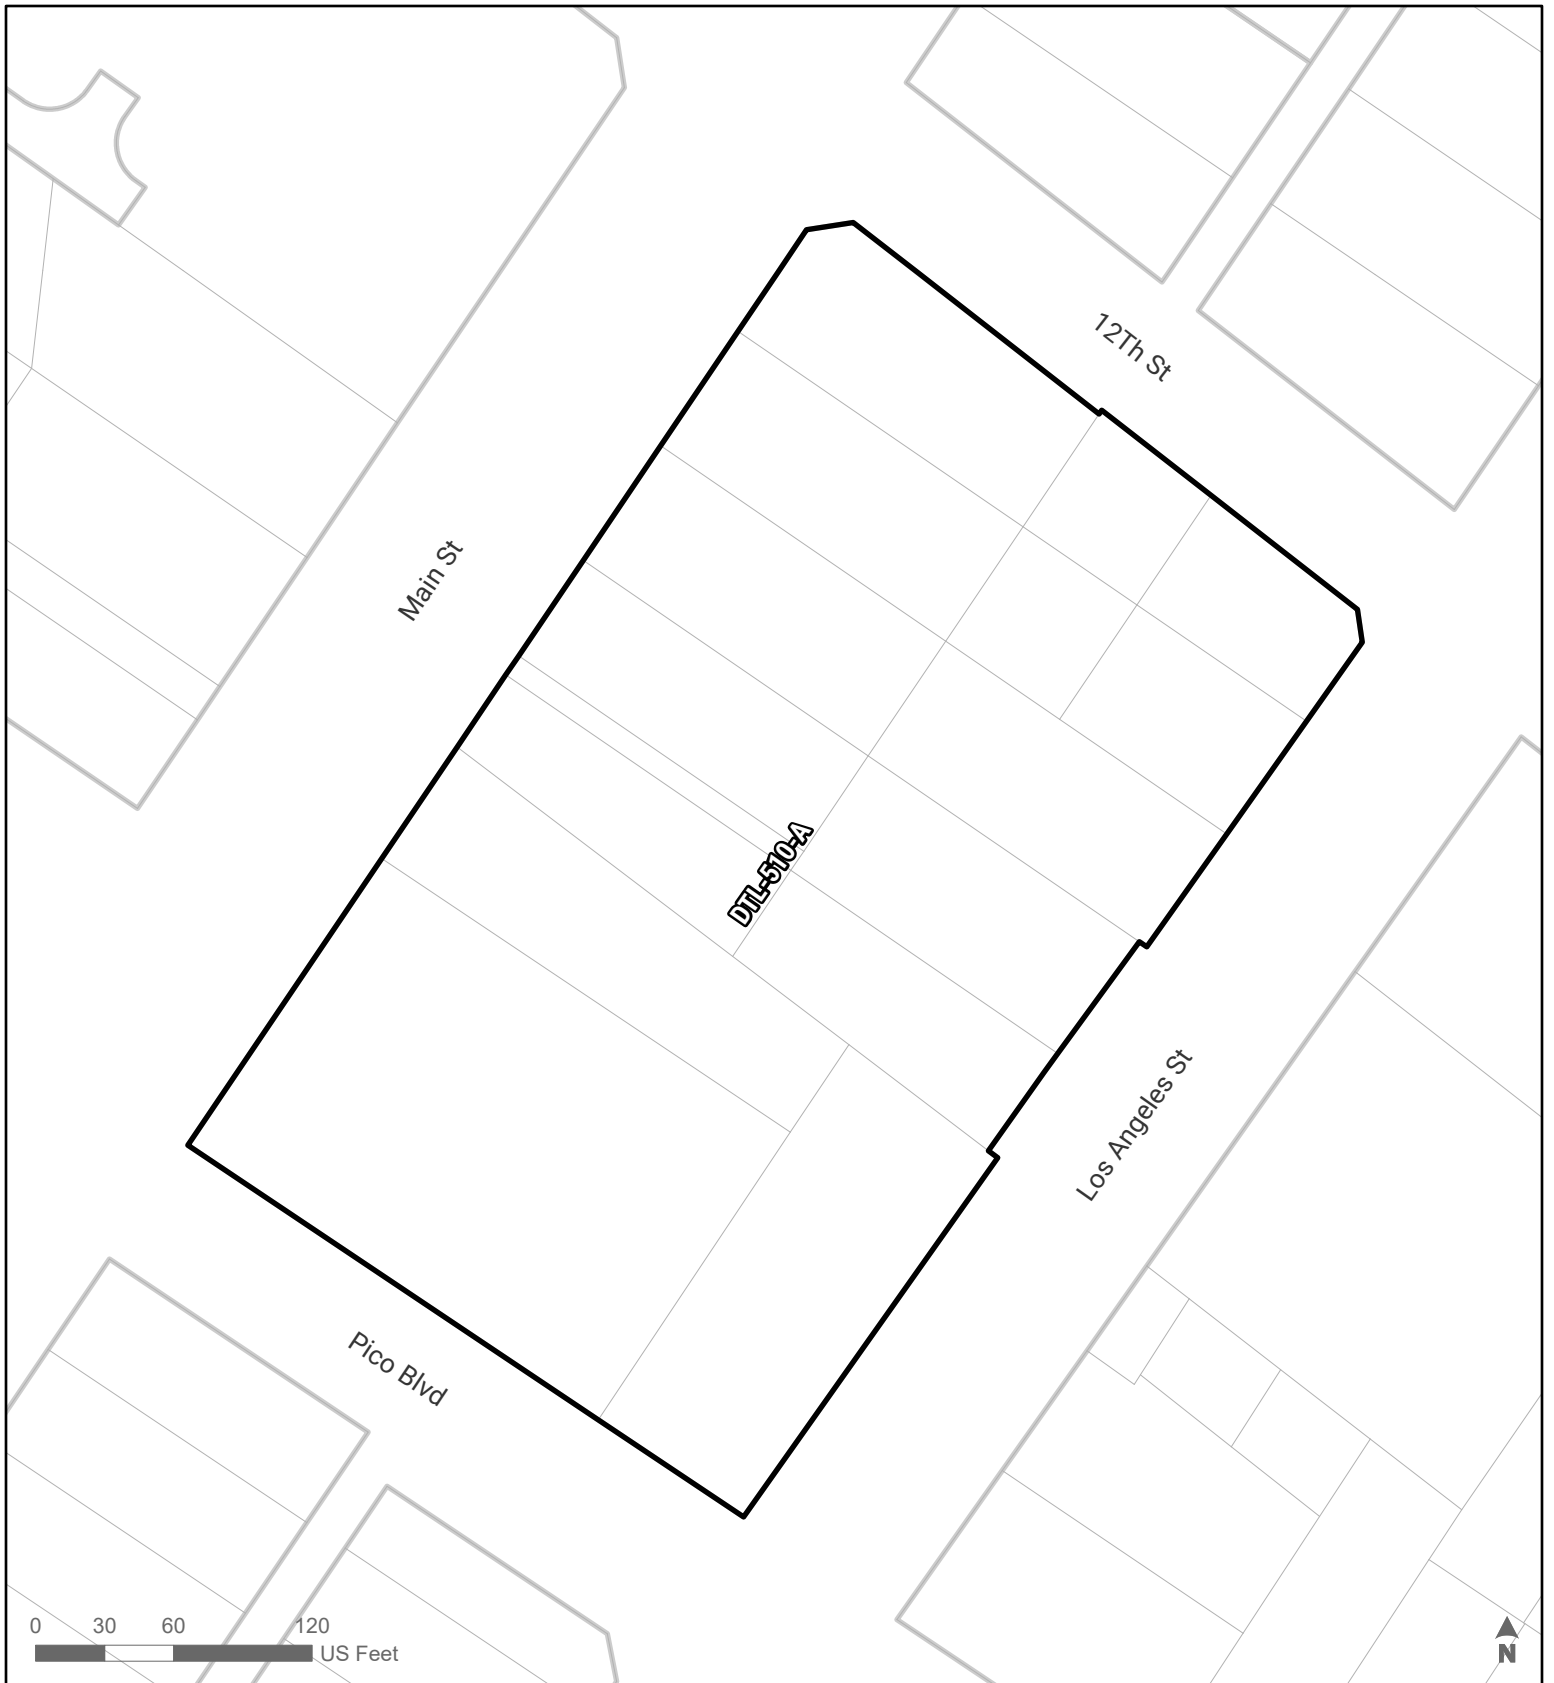 12Th St
Main St
DTL-510-A
Los Angeles St
Pico Blvd
0 30 60 120
US Feet
N